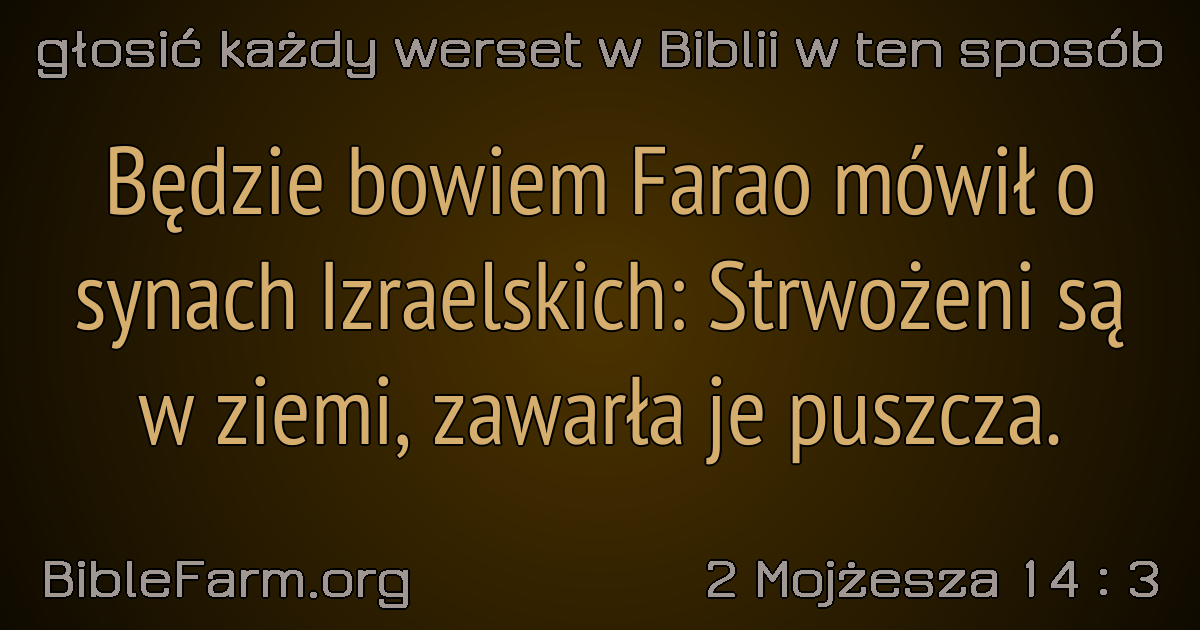 głosić każdy werset w Biblii w ten sposób
Będzie bowiem Farao mówił o
synach Izraelskich: Strwożeni są
w ziemi, zawarła je puszcza.
BibleFarm.org
2 Mojżesza 14 : 3